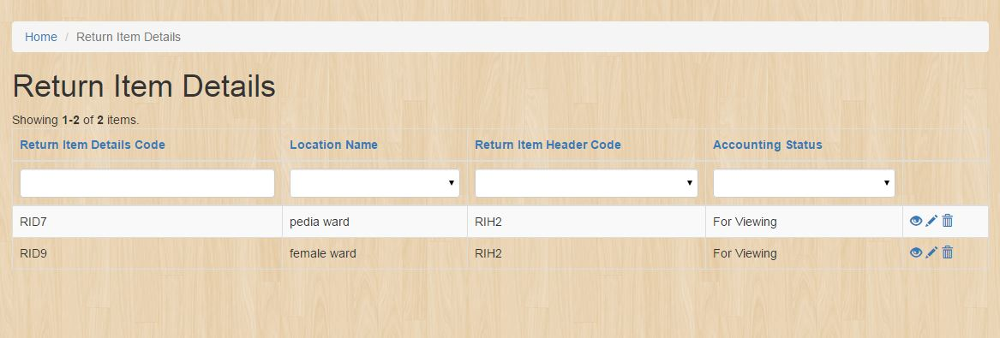 Home / Return Item Details
Return Item Details
Showing 1-2 of 2 items.
Return Item Details Code Location Name Return Item Header Code Accounting Status
RID7 pedia ward RIH2 For Viewing
RID9 female ward RIH2 For Viewing